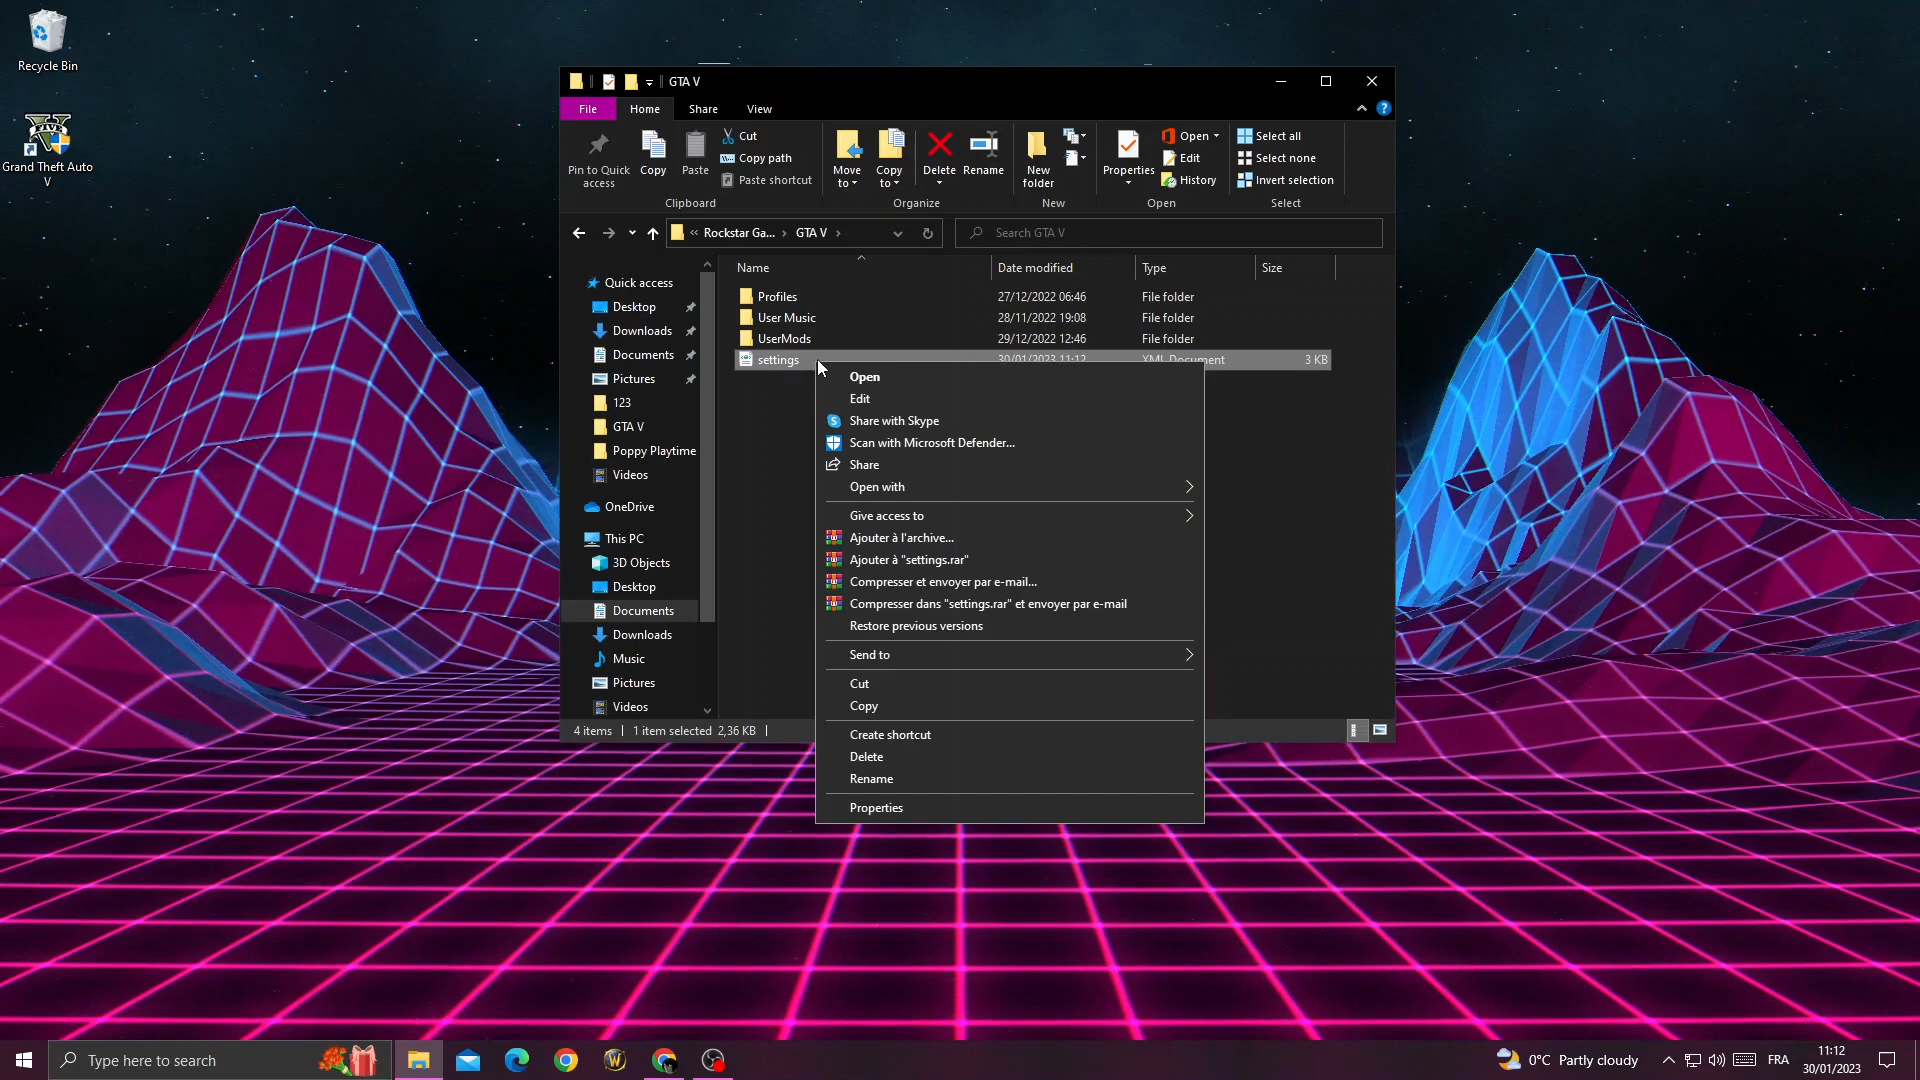 Recycle Bin
Grand Theft Auto
V
GTA V
File
Home
Share
View
Pin to Quick
access
Copy
Paste
Cut
Copy path
Paste shortcut
Clipboard
Move
to
Copy
to
Delete
Rename
Organize
New
folder
New
Properties
Open
Edit
History
Open
Select all
Select none
Invert selection
Select
« Rockstar Ga... › GTA V ›
Search GTA V
Quick access
Desktop
Downloads
Documents
Pictures
123
GTA V
Poppy Playtime
Videos
OneDrive
This PC
3D Objects
Desktop
Documents
Downloads
Music
Pictures
Videos
Name Date modified Type Size
Profiles 27/12/2022 06:46 File folder
User Music 28/11/2022 19:08 File folder
UserMods 29/12/2022 12:46 File folder
settings 30/01/2023 11:12 XML Document 3 KB
Open
Edit
Share with Skype
Scan with Microsoft Defender...
Share
Open with
Give access to
Ajouter à l'archive...
Ajouter à "settings.rar"
Compresser et envoyer par e-mail...
Compresser dans "settings.rar" et envoyer par e-mail
Restore previous versions
Send to
Cut
Copy
Create shortcut
Delete
Rename
Properties
4 items 1 item selected 2,36 KB
Type here to search
0°C Partly cloudy
FRA
11:12
30/01/2023